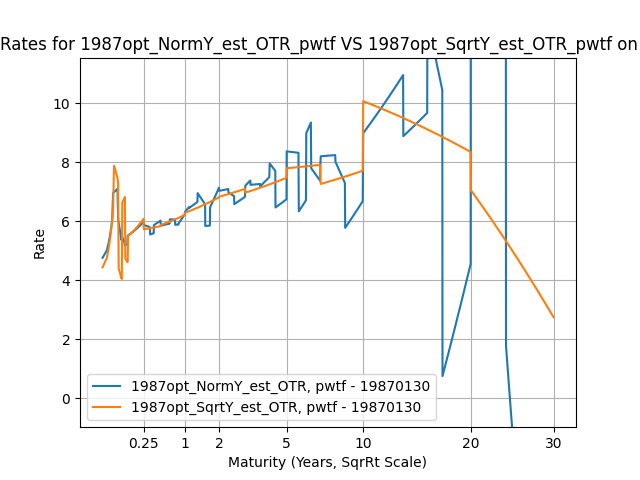 Rates for 1987opt_NormY_est_OTR_pwtf VS 1987opt_SqrtY_est_OTR_pwtf on
10
8
6
4
2
0
Rate
1987opt_NormY_est_OTR, pwtf - 19870130
1987opt_SqrtY_est_OTR, pwtf - 19870130
0.25 1 2 5 10 20 30
Maturity (Years, SqrRt Scale)